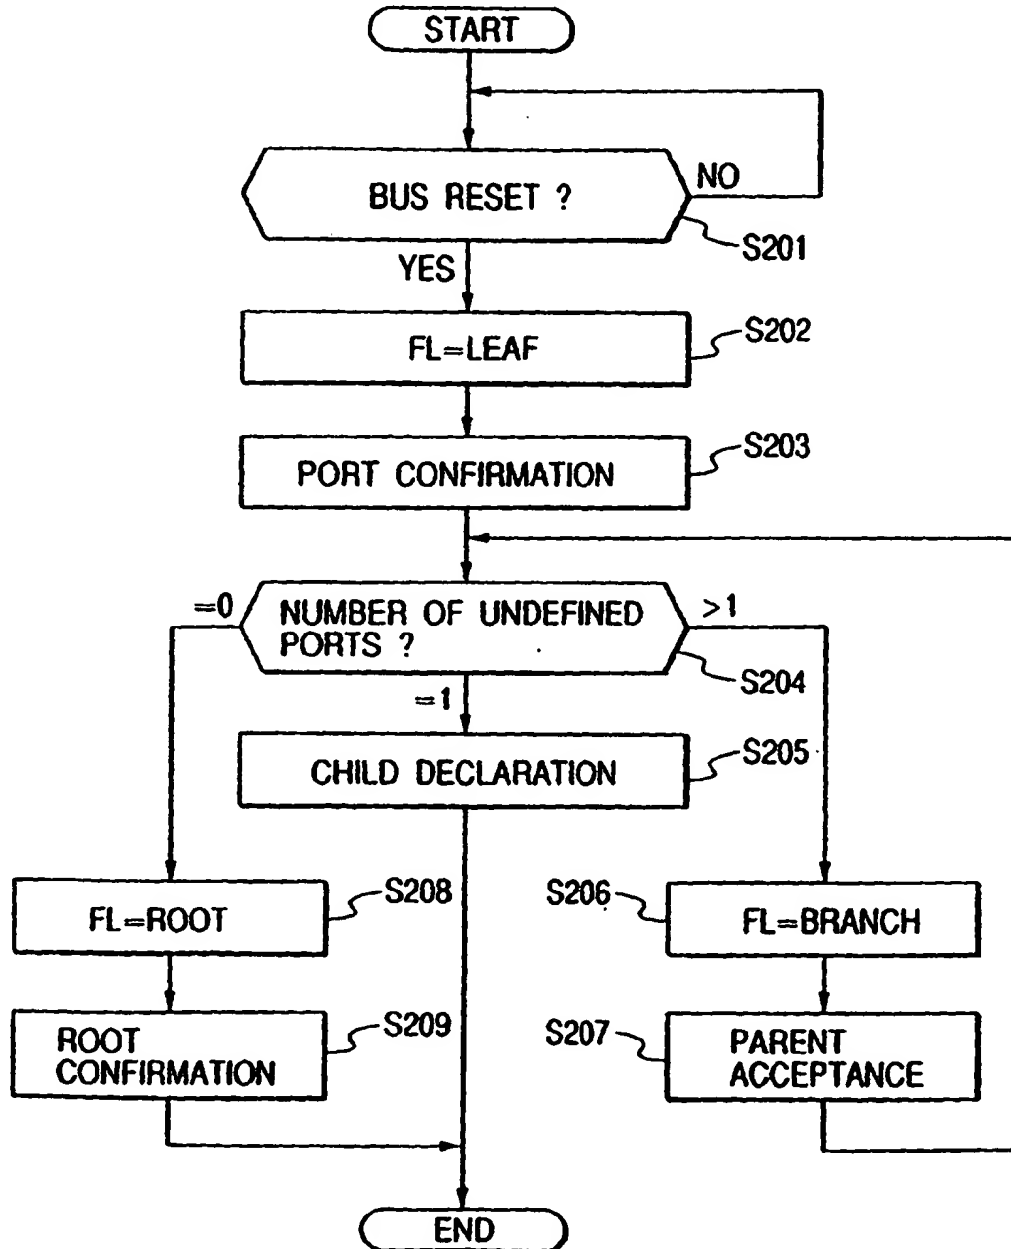 START
BUS RESET ?
NO
S201
YES
FL=LEAF
S202
PORT CONFIRMATION
S203
=0
NUMBER OF UNDEFINED
PORTS ?
>1
S204
=1
CHILD DECLARATION
S205
FL=ROOT
S208
S206
FL=BRANCH
ROOT
CONFIRMATION
S209
S207
PARENT
ACCEPTANCE
END